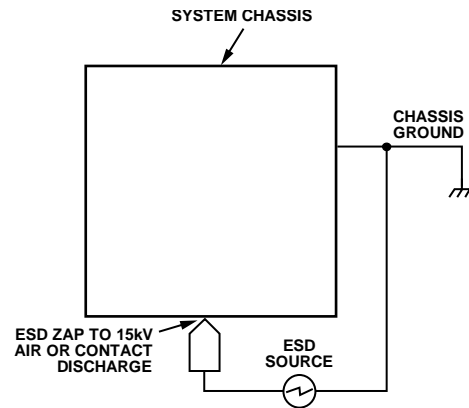 SYSTEM CHASSIS
CHASSIS
GROUND
ESD ZAP TO 15kV
AIR OR CONTACT
DISCHARGE
ESD
SOURCE